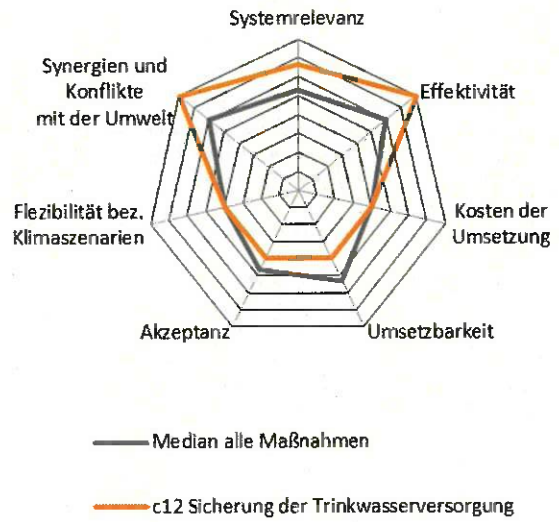 Systemrelevanz
Synergien und
Konflikte
mit der Umwelt
Effektivität
Flezibilität bez.
Klimaszenarien
Kosten der
Umsetzung
Akzeptanz
Umsetzbarkeit
Median alle Maßnahmen
c12 Sicherung der Trinkwasserversorgung